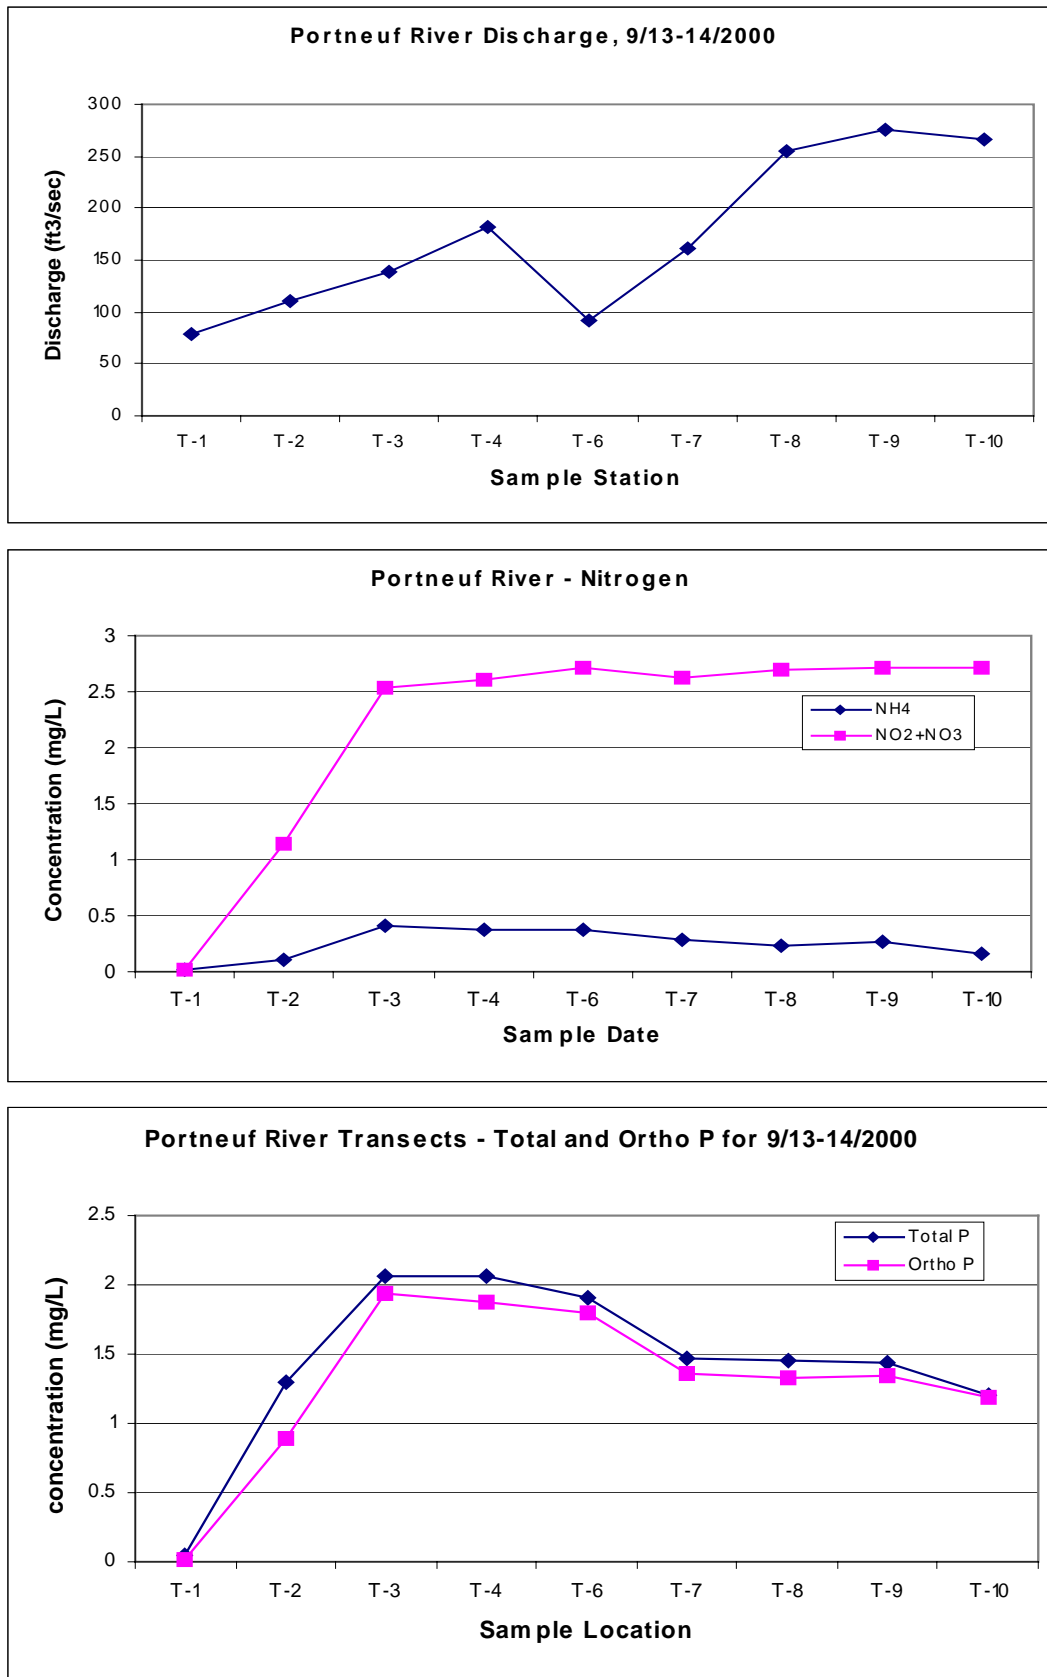 Portneuf River Discharge, 9/13-14/2000
300
250
200
150
100
50
0
Discharge (ft3/sec)
T-1 T-2 T-3 T-4 T-6 T-7 T-8 T-9 T-10
Sample Station
Portneuf River - Nitrogen
3
2.5
2
1.5
1
0.5
0
Concentration (mg/L)
NH4
NO2+NO3
T-1 T-2 T-3 T-4 T-6 T-7 T-8 T-9 T-10
Sample Date
Portneuf River Transects - Total and Ortho P for 9/13-14/2000
2.5
2
1.5
1
0.5
0
concentration (mg/L)
Total P
Ortho P
T-1 T-2 T-3 T-4 T-6 T-7 T-8 T-9 T-10
Sample Location